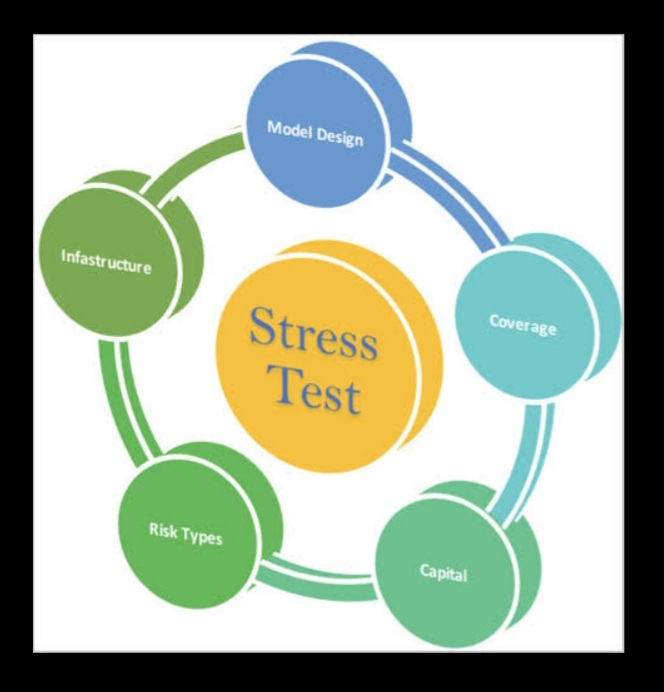 Model Design
Infastructure
Coverage
Stress
Test
Risk Types
Capital